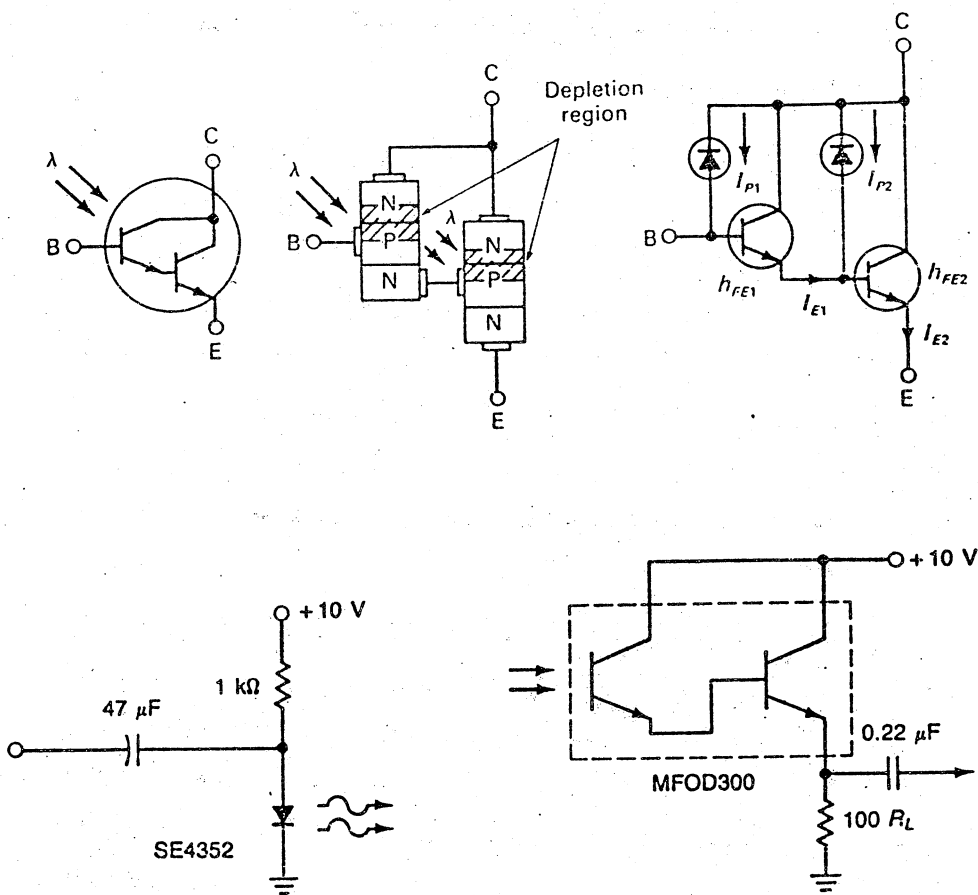 C
λ
B
E
C
Depletion
region
λ
λ
N
P
N
B
N
P
N
E
C
I_P1
I_P2
B
h_FE1
I_E1
h_FE2
I_E2
E
+10 V
1 kΩ
47 μF
SE4352
+10 V
0.22 μF
MFOD300
100 R_L